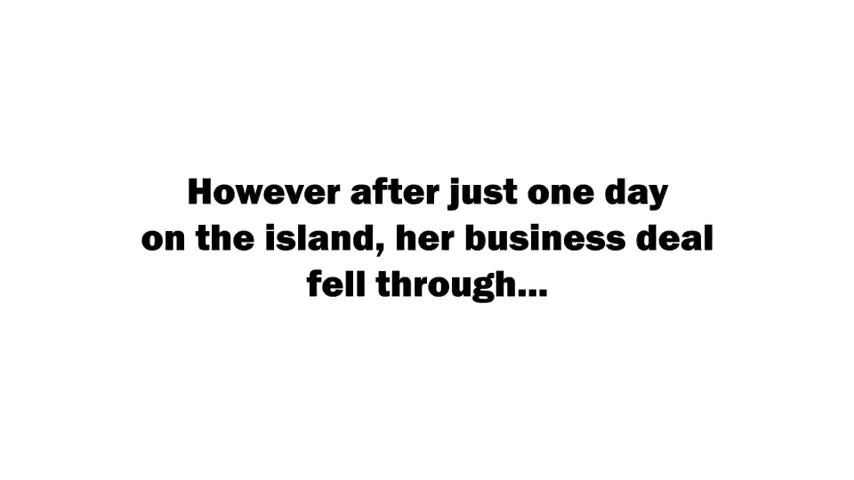 However after just one day
on the island, her business deal
fell through...